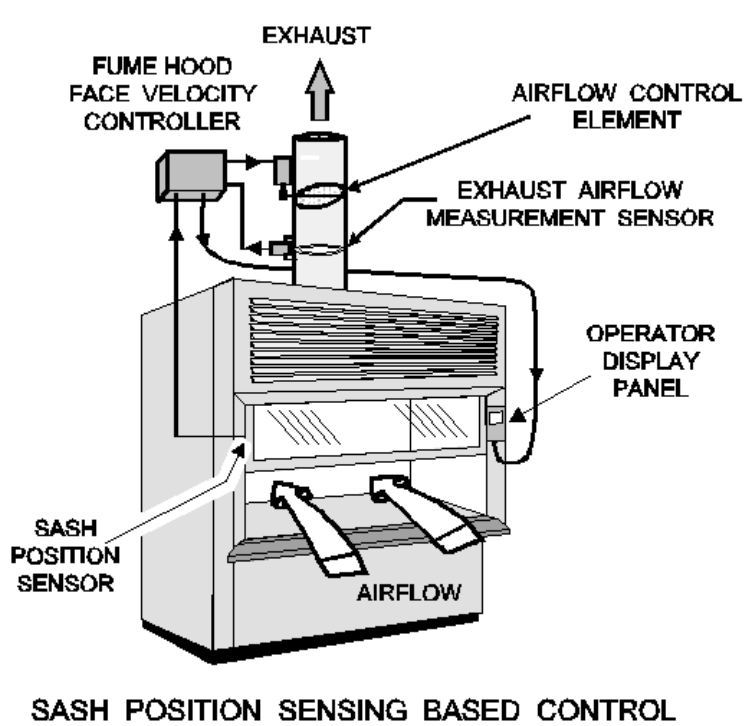 EXHAUST
FUME HOOD
FACE VELOCITY
CONTROLLER
AIRFLOW CONTROL
ELEMENT
EXHAUST AIRFLOW
MEASUREMENT SENSOR
OPERATOR
DISPLAY
PANEL
SASH
POSITION
SENSOR
AIRFLOW
SASH POSITION SENSING BASED CONTROL